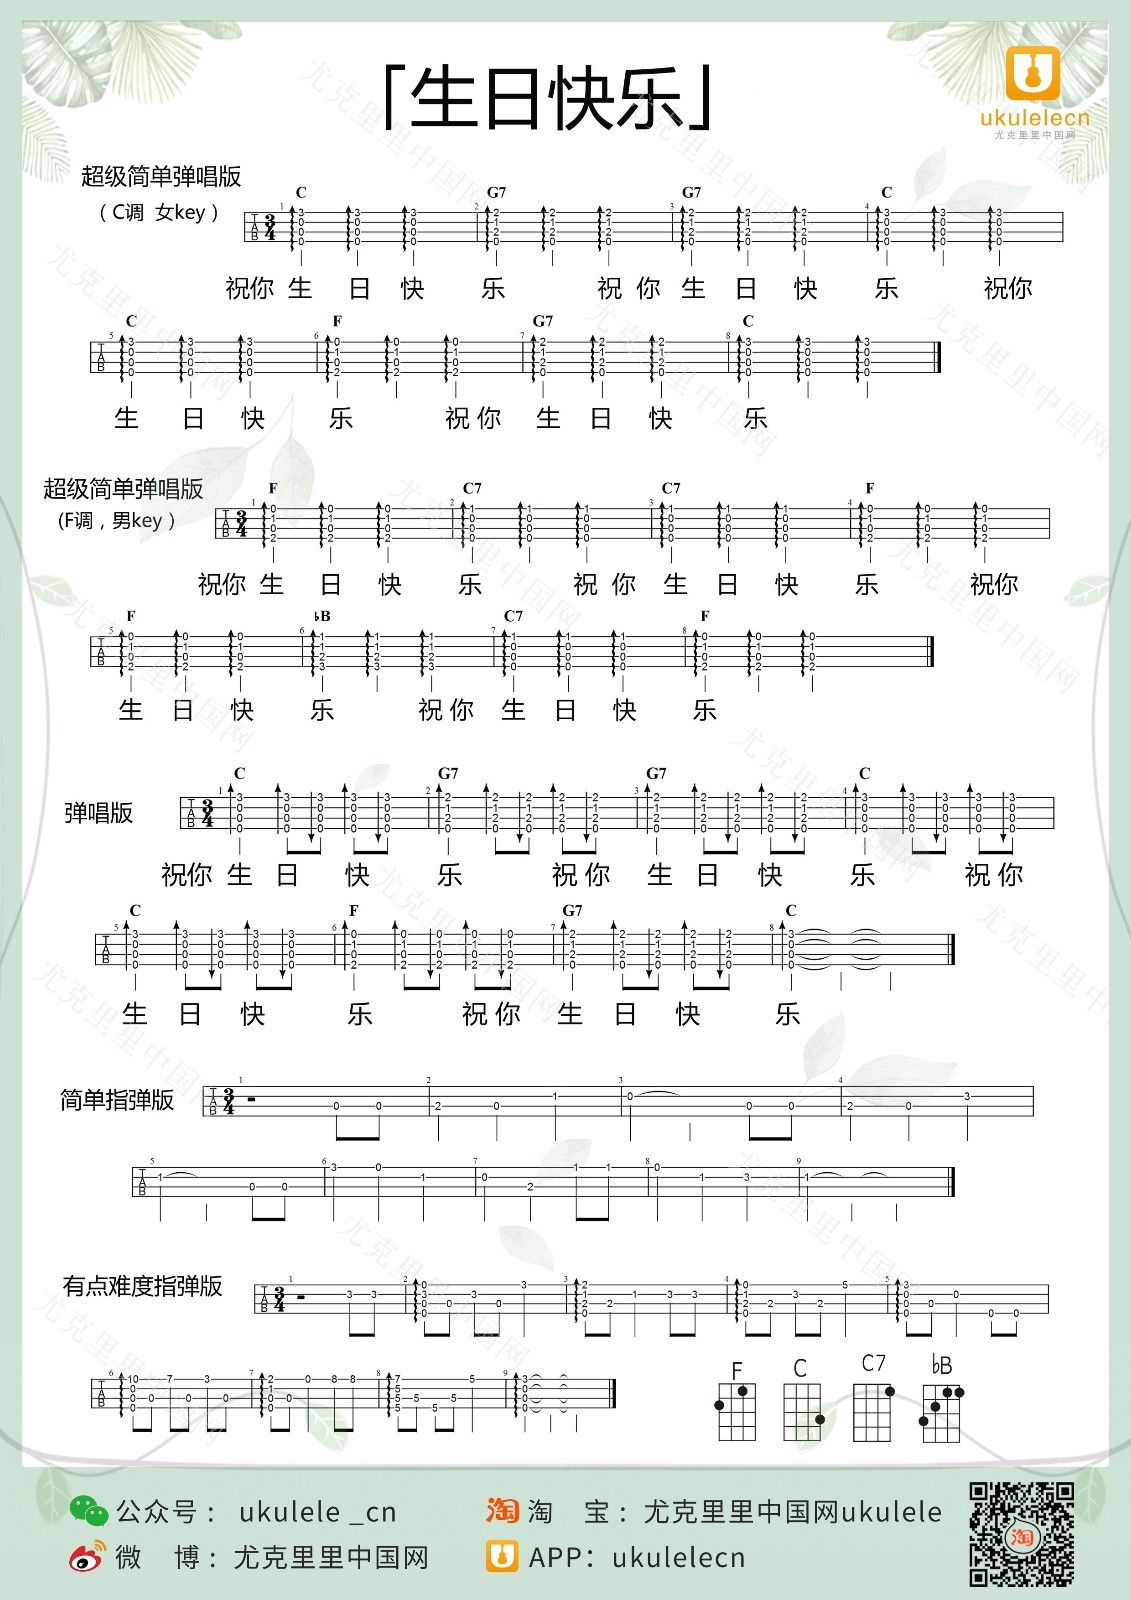 「生日快乐」
ukulelecn
尤克里里中国网
超级简单弹唱版
（C调 女key）
C G7 G7 C
祝你 生 日 快 乐 祝 你 生 日 快 乐 祝你
C F G7 C
生 日 快 乐 祝 你 生 日 快 乐
超级简单弹唱版
(F调，男key）
F C7 C7 F
祝你 生 日 快 乐 祝 你 生 日 快 乐 祝你
F ♭B C7 F
生 日 快 乐 祝 你 生 日 快 乐
弹唱版
C G7 G7 C
祝你 生 日 快 乐 祝 你 生 日 快 乐 祝 你
C F G7 C
生 日 快 乐 祝 你 生 日 快 乐
简单指弹版
有点难度指弹版
F C C7 ♭B
公众号： ukulele _cn
淘 宝：尤克里里中国网ukulele
微 博：尤克里里中国网
APP：ukulelecn